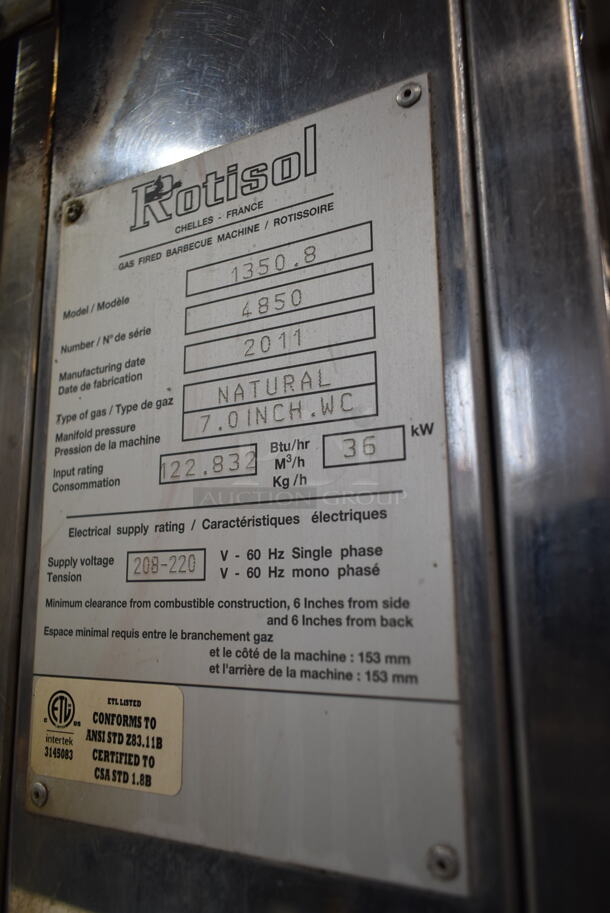 Rotisol
CHELLES - FRANCE
GAS FIRED BARBECUE MACHINE / ROTISSOIRE
Model / Modèle 1350.8
Number / N° de série 4850
Manufacturing date 2011
Date de fabrication
Type of gas / Type de gaz NATURAL
Manifold pressure 7.0 INCH.WC
Pression de la machine
Input rating 122.832 Btu/hr 36 kW
Consommation M³/h
Kg/h
Electrical supply rating / Caractéristiques électriques
Supply voltage 208-220 V - 60 Hz Single phase
Tension V - 60 Hz mono phasé
Minimum clearance from combustible construction, 6 Inches from side
and 6 Inches from back
Espace minimal requis entre le branchement gaz
et le côté de la machine : 153 mm
et l'arrière de la machine : 153 mm
ETL LISTED
CONFORMS TO
ANSI STD Z83.11B
CERTIFIED TO
CSA STD 1.8B
C ETL US
intertek
3145083
AUCTION GROUP